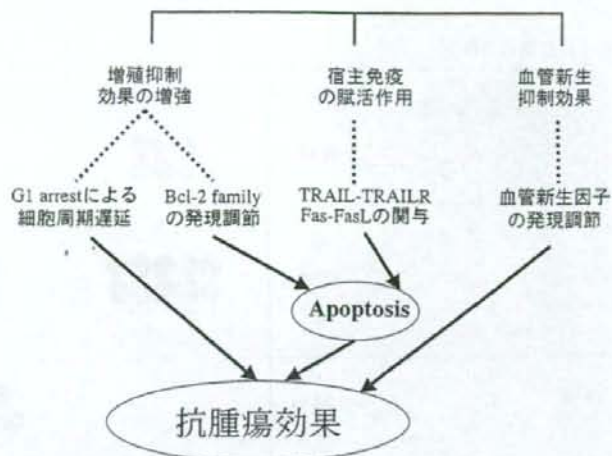 増殖抑制
効果の増強
宿主免疫
の賦活作用
血管新生
抑制効果
G1 arrestによる
細胞周期遅延
Bcl-2 family
の発現調節
TRAIL-TRAILR
Fas-FasLの関与
血管新生因子
の発現調節
Apoptosis
抗腫瘍効果